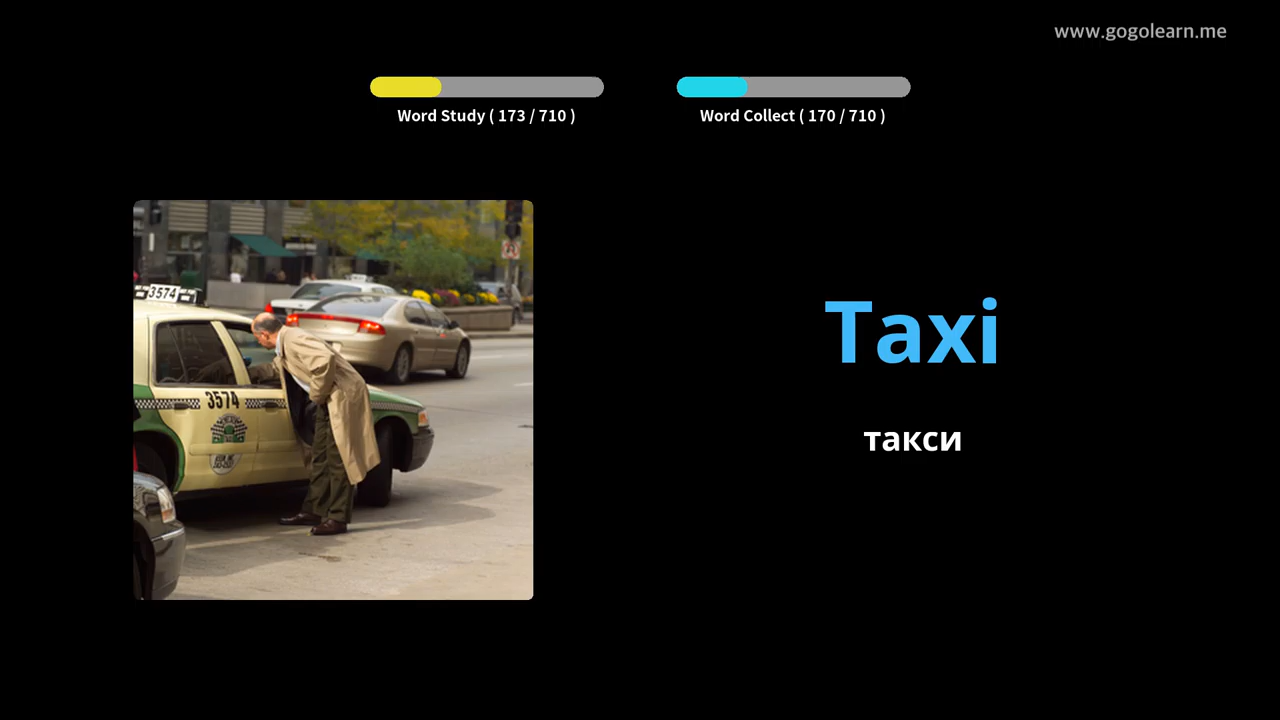 www.gogolearn.me
Word Study ( 173 / 710 )
Word Collect ( 170 / 710 )
3574
3574
Taxi
такси